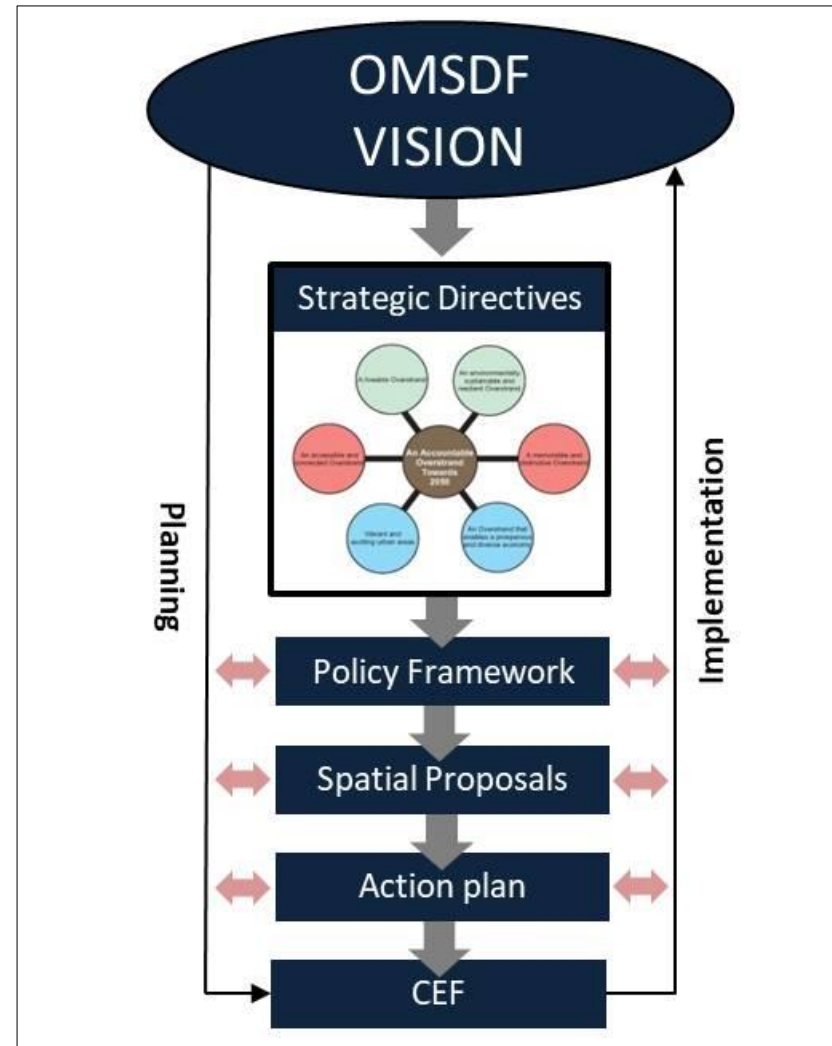 OMSDF
VISION
Strategic Directives
A liveable Overstrand
An environmentally
sustainable and
resilient Overstrand
An accessible and
connected Overstrand
An Accountable
Overstrand
Towards
2050
A memorable and
distinctive Overstrand
Vibrant and
exciting urban areas
An Overstrand that
enables a prosperous
and diverse economy
Planning
Implementation
Policy Framework
Spatial Proposals
Action plan
CEF